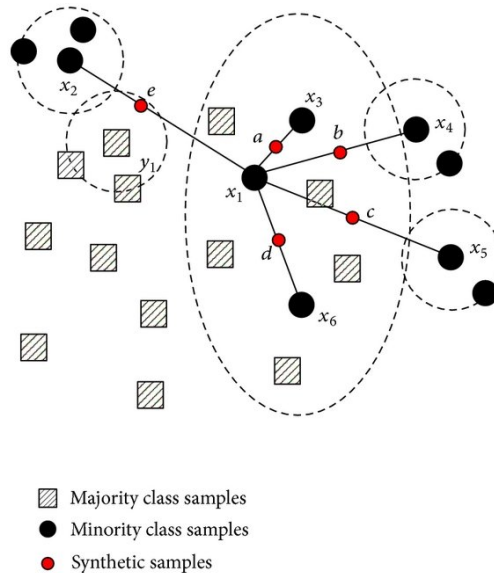 x2
e
x3
a
b
x4
y1
x1
c
d
x5
x6
Majority class samples
Minority class samples
Synthetic samples